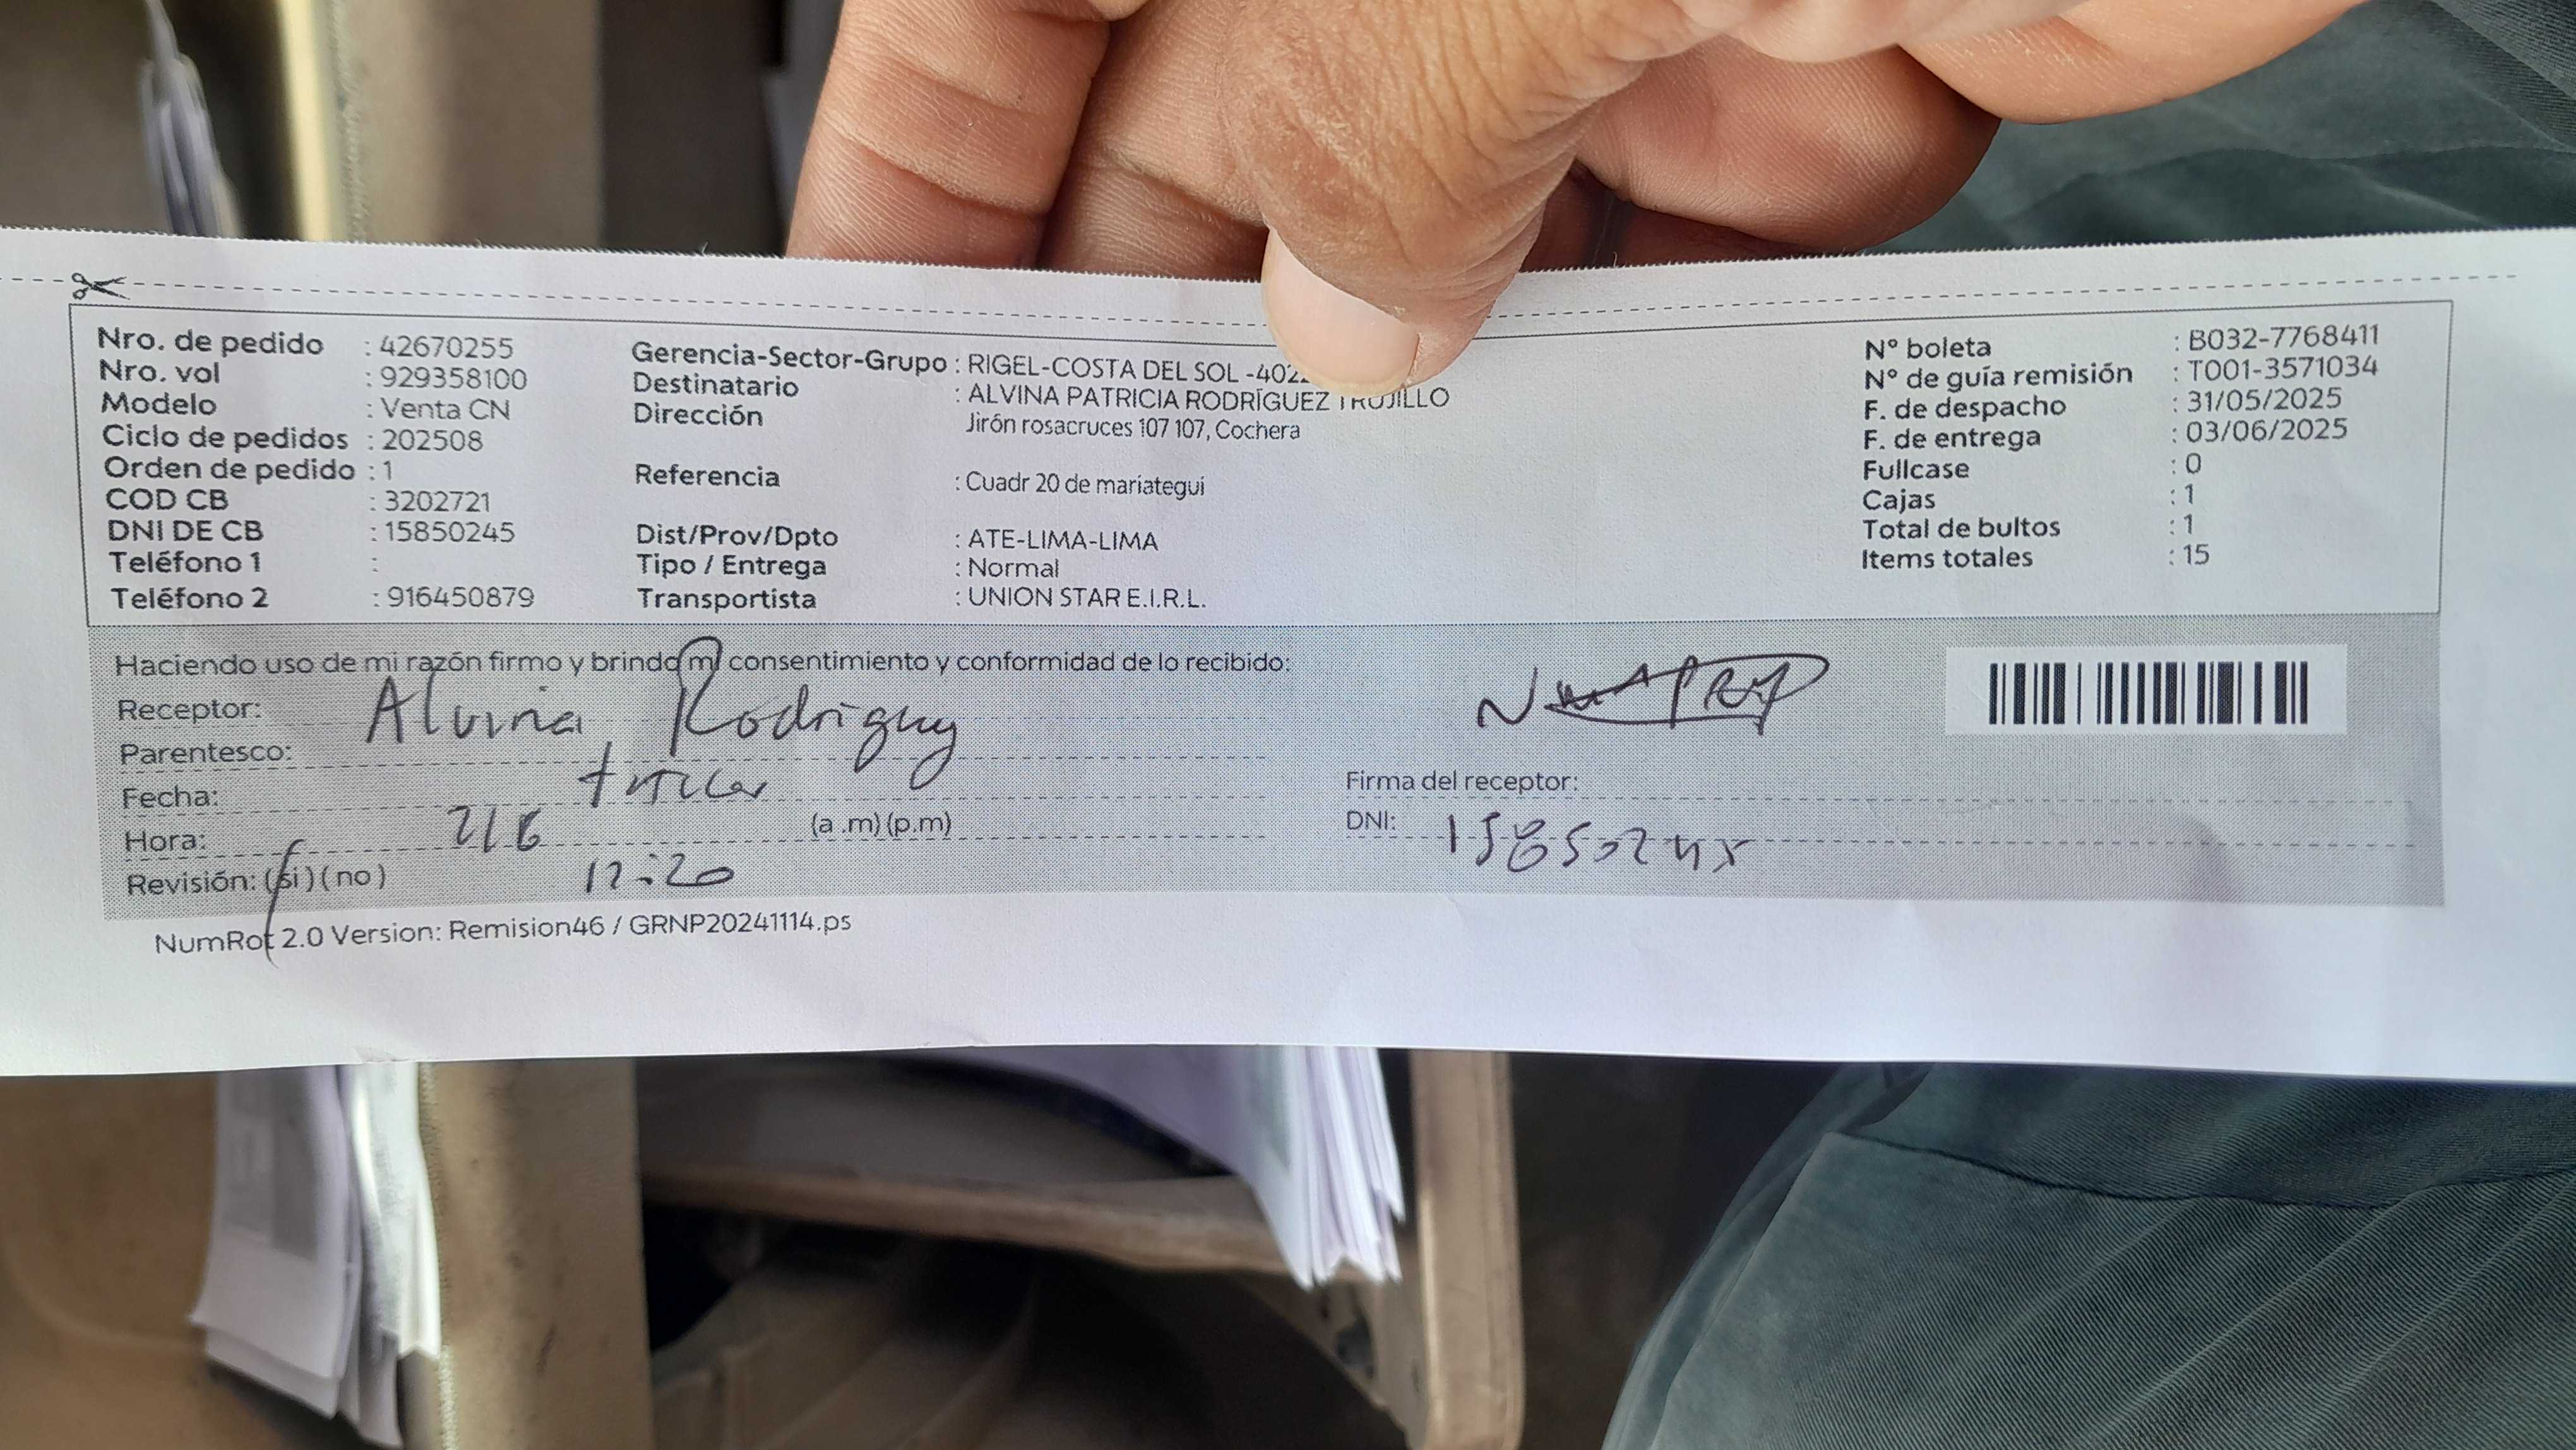 Nro. de pedido : 42670255
Nro. vol : 929358100
Modelo : Venta CN
Ciclo de pedidos : 202508
Orden de pedido : 1
COD CB : 3202721
DNI DE CB : 15850245
Teléfono 1 :
Teléfono 2 : 916450879
Gerencia-Sector-Grupo : RIGEL-COSTA DEL SOL -402
Destinatario : ALVINA PATRICIA RODRÍGUEZ TRUJILLO
Dirección Jirón rosacruces 107 107, Cochera
Referencia : Cuadr 20 de mariategui
Dist/Prov/Dpto : ATE-LIMA-LIMA
Tipo / Entrega : Normal
Transportista : UNION STAR E.I.R.L.
N° boleta : B032-7768411
N° de guía remisión : T001-3571034
F. de despacho : 31/05/2025
F. de entrega : 03/06/2025
Fullcase : 0
Cajas : 1
Total de bultos : 1
Items totales : 15
Haciendo uso de mi razón firmo y brindo mi consentimiento y conformidad de lo recibido:
Receptor: Alvina Rodriguez
Parentesco:
Fecha: 2/6
Hora: 12:20 (a .m) (p.m)
Revisión: (si) (no)
Firma del receptor:
DNI: 15850245
NumRot 2.0 Version: Remision46 / GRNP20241114.ps